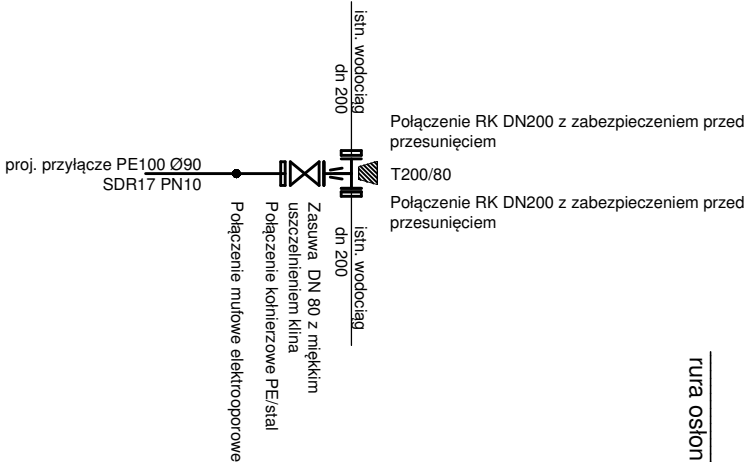 istn. wodociąg
dn 200
Połączenie RK DN200 z zabezpieczeniem przed
przesunięciem
proj. przyłącze PE100 Ø90
SDR17 PN10
T200/80
Połączenie RK DN200 z zabezpieczeniem przed
przesunięciem
istn. wodociąg
dn 200
Zasuwa DN 80 z miękkim
uszczelnieniem klina
Połączenie kołnierzowe PE/stal
Połączenie mufowe elektrooporowe
rura osłon